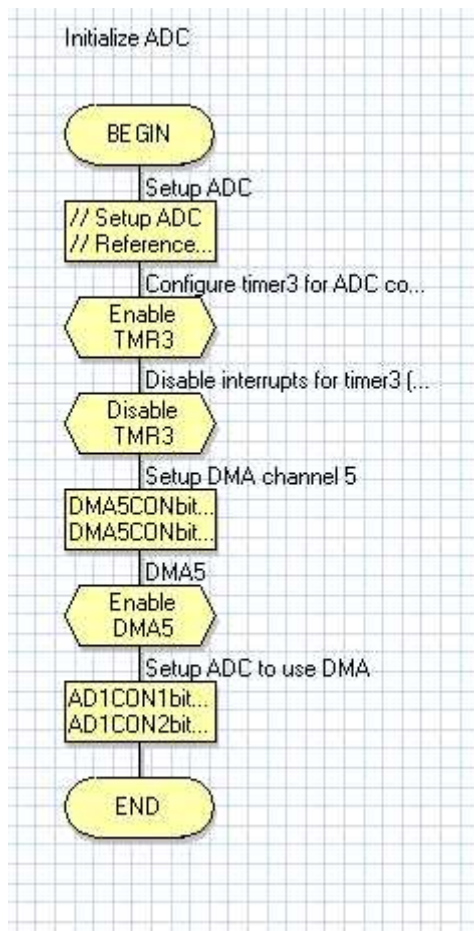 Initialize ADC
BEGIN
Setup ADC
// Setup ADC
// Reference...
Configure timer3 for ADC co...
Enable
TMR3
Disable interrupts for timer3 (...
Disable
TMR3
Setup DMA channel 5
DMA5CONbit...
DMA5CONbit...
DMA5
Enable
DMA5
Setup ADC to use DMA
AD1CON1bit...
AD1CON2bit...
END